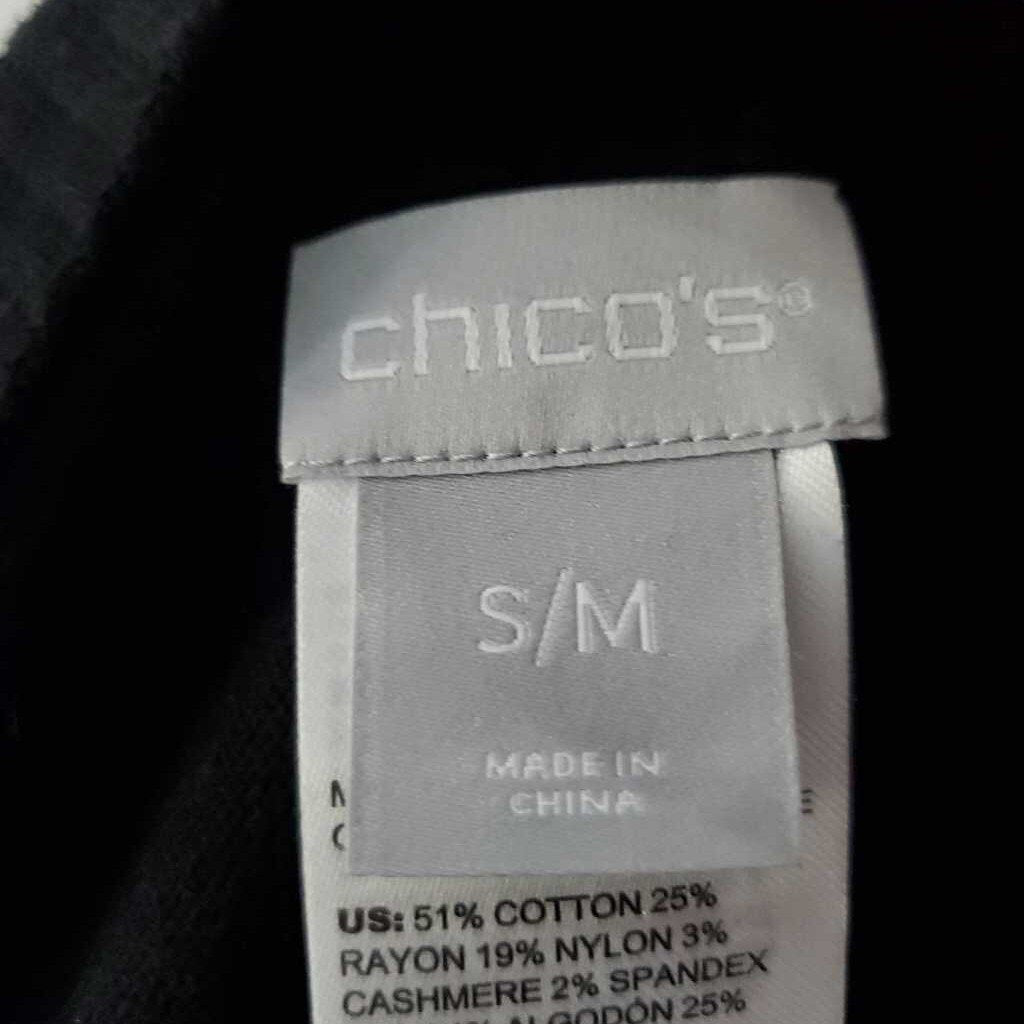 chico's®
S/M
MADE IN
CHINA
US: 51% COTTON 25%
RAYON 19% NYLON 3%
CASHMERE 2% SPANDEX
ALGODÓN 25%